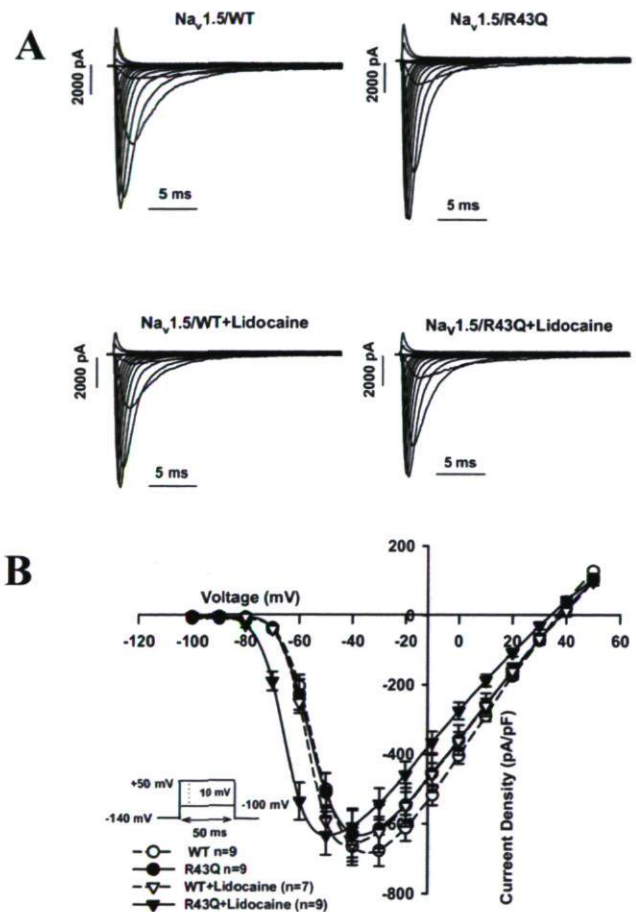 A
Nav1.5/WT
Nav1.5/R43Q
2000 pA
2000 pA
5 ms
5 ms
Nav1.5/WT+Lidocaine
NaV1.5/R43Q+Lidocaine
2000 pA
2000 pA
5 ms
5 ms
B
Voltage (mV)
200
0
-200
-400
-600
-800
-120 -100 -80 -60 -40 -20 0 20 40 60
Curreent Density (pA/pF)
+50 mV
10 mV
-100 mV
-140 mV
50 ms
WT n=9
R43Q n=9
WT+Lidocaine (n=7)
R43Q+Lidocaine (n=9)